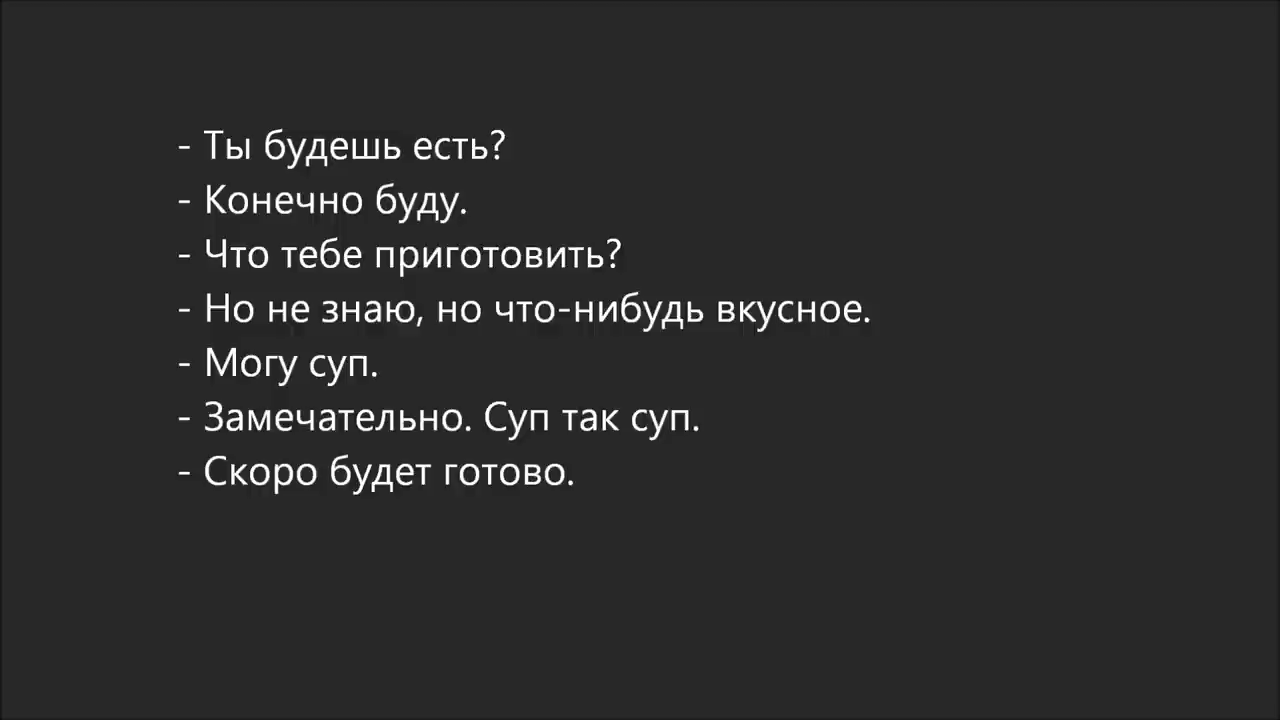 - Ты будешь есть?
- Конечно буду.
- Что тебе приготовить?
- Но не знаю, но что-нибудь вкусное.
- Могу суп.
- Замечательно. Суп так суп.
- Скоро будет готово.